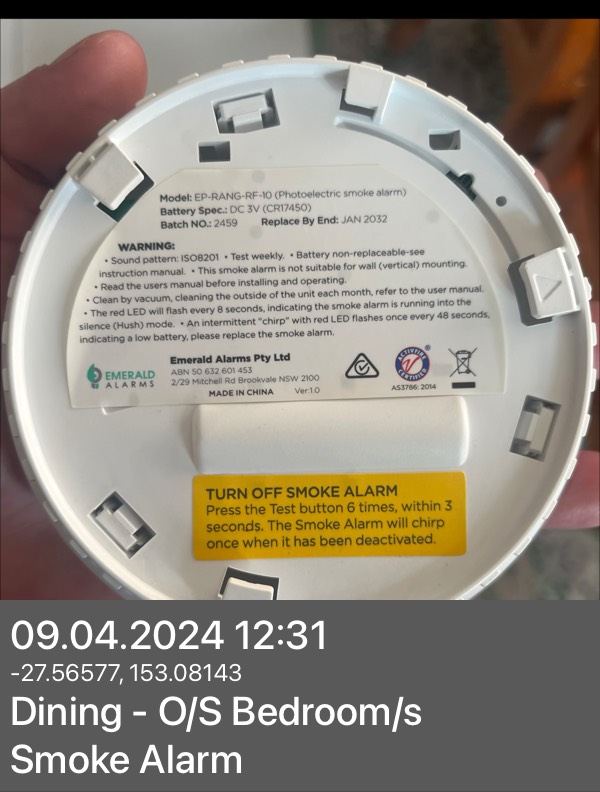 Model: EP-RANG-RF-10 (Photoelectric smoke alarm)
Battery Spec.: DC 3V (CR17450)
Batch NO.: 2459 Replace By End: JAN 2032
WARNING:
• Sound pattern: ISO8201 • Test weekly. • Battery non-replaceable-see
instruction manual. • This smoke alarm is not suitable for wall (vertical) mounting.
• Read the users manual before installing and operating.
• Clean by vacuum, cleaning the outside of the unit each month, refer to the user manual.
• The red LED will flash every 8 seconds, indicating the smoke alarm is running into the
silence (Hush) mode. • An intermittent "chirp" with red LED flashes once every 48 seconds,
indicating a low battery, please replace the smoke alarm.
EMERALD
ALARMS
Emerald Alarms Pty Ltd
ABN 50 632 601 453
2/29 Mitchell Rd Brookvale NSW 2100
MADE IN CHINA Ver:1.0
ACTIVFIRE
CERTIFIED
AS3786: 2014
TURN OFF SMOKE ALARM
Press the Test button 6 times, within 3
seconds. The Smoke Alarm will chirp
once when it has been deactivated.
09.04.2024 12:31
-27.56577, 153.08143
Dining - O/S Bedroom/s
Smoke Alarm